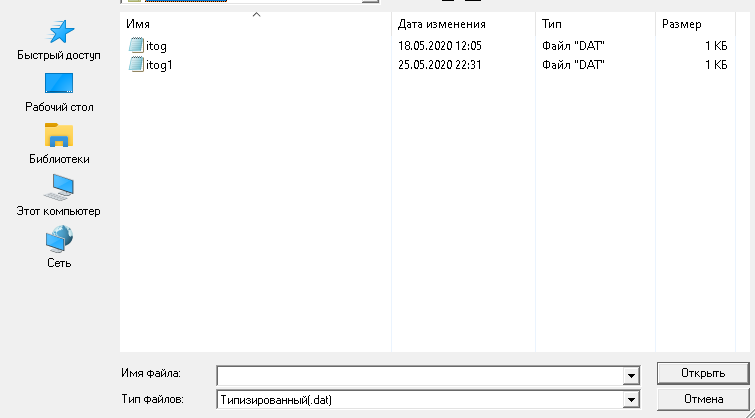 Имя Дата изменения Тип Размер
itog 18.05.2020 12:05 Файл "DAT" 1 КБ
itog1 25.05.2020 22:31 Файл "DAT" 1 КБ
Быстрый доступ
Рабочий стол
Библиотеки
Этот компьютер
Сеть
Имя файла: Открыть
Тип файлов: Типизированный(.dat) Отмена